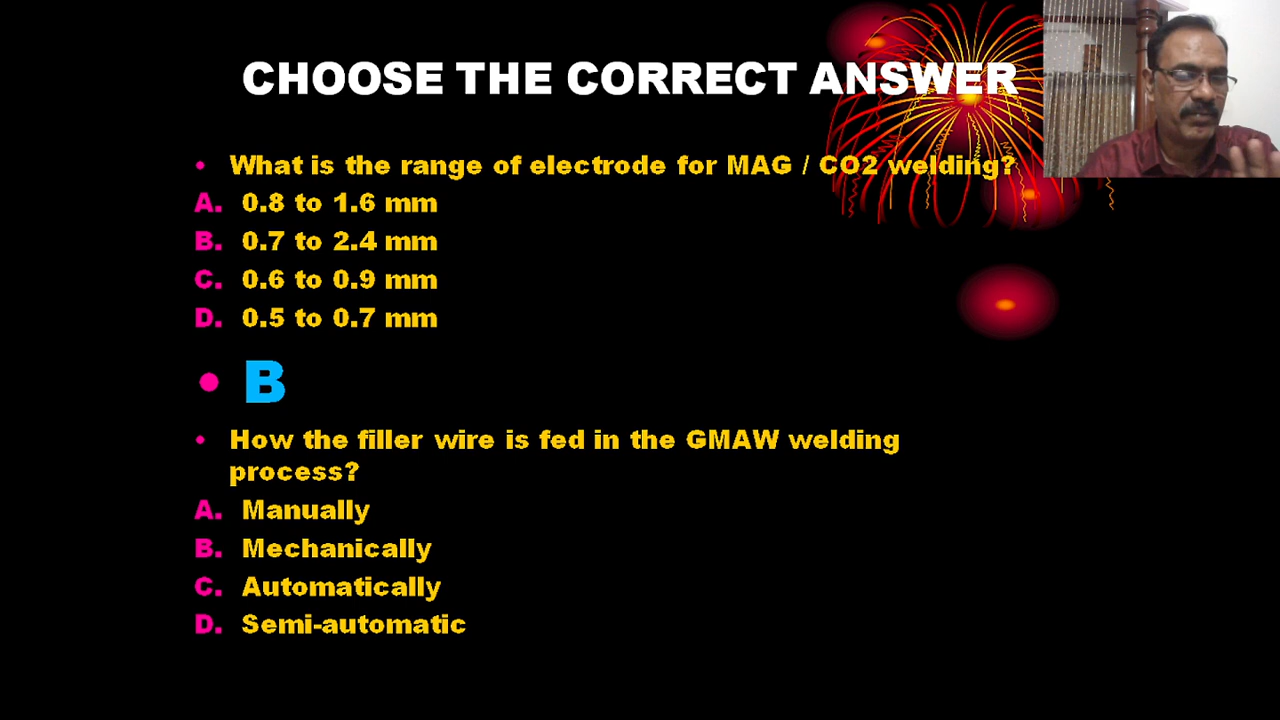 CHOOSE THE CORRECT ANSWER
• What is the range of electrode for MAG / CO2 welding?
A. 0.8 to 1.6 mm
B. 0.7 to 2.4 mm
C. 0.6 to 0.9 mm
D. 0.5 to 0.7 mm
• B
• How the filler wire is fed in the GMAW welding
process?
A. Manually
B. Mechanically
C. Automatically
D. Semi-automatic